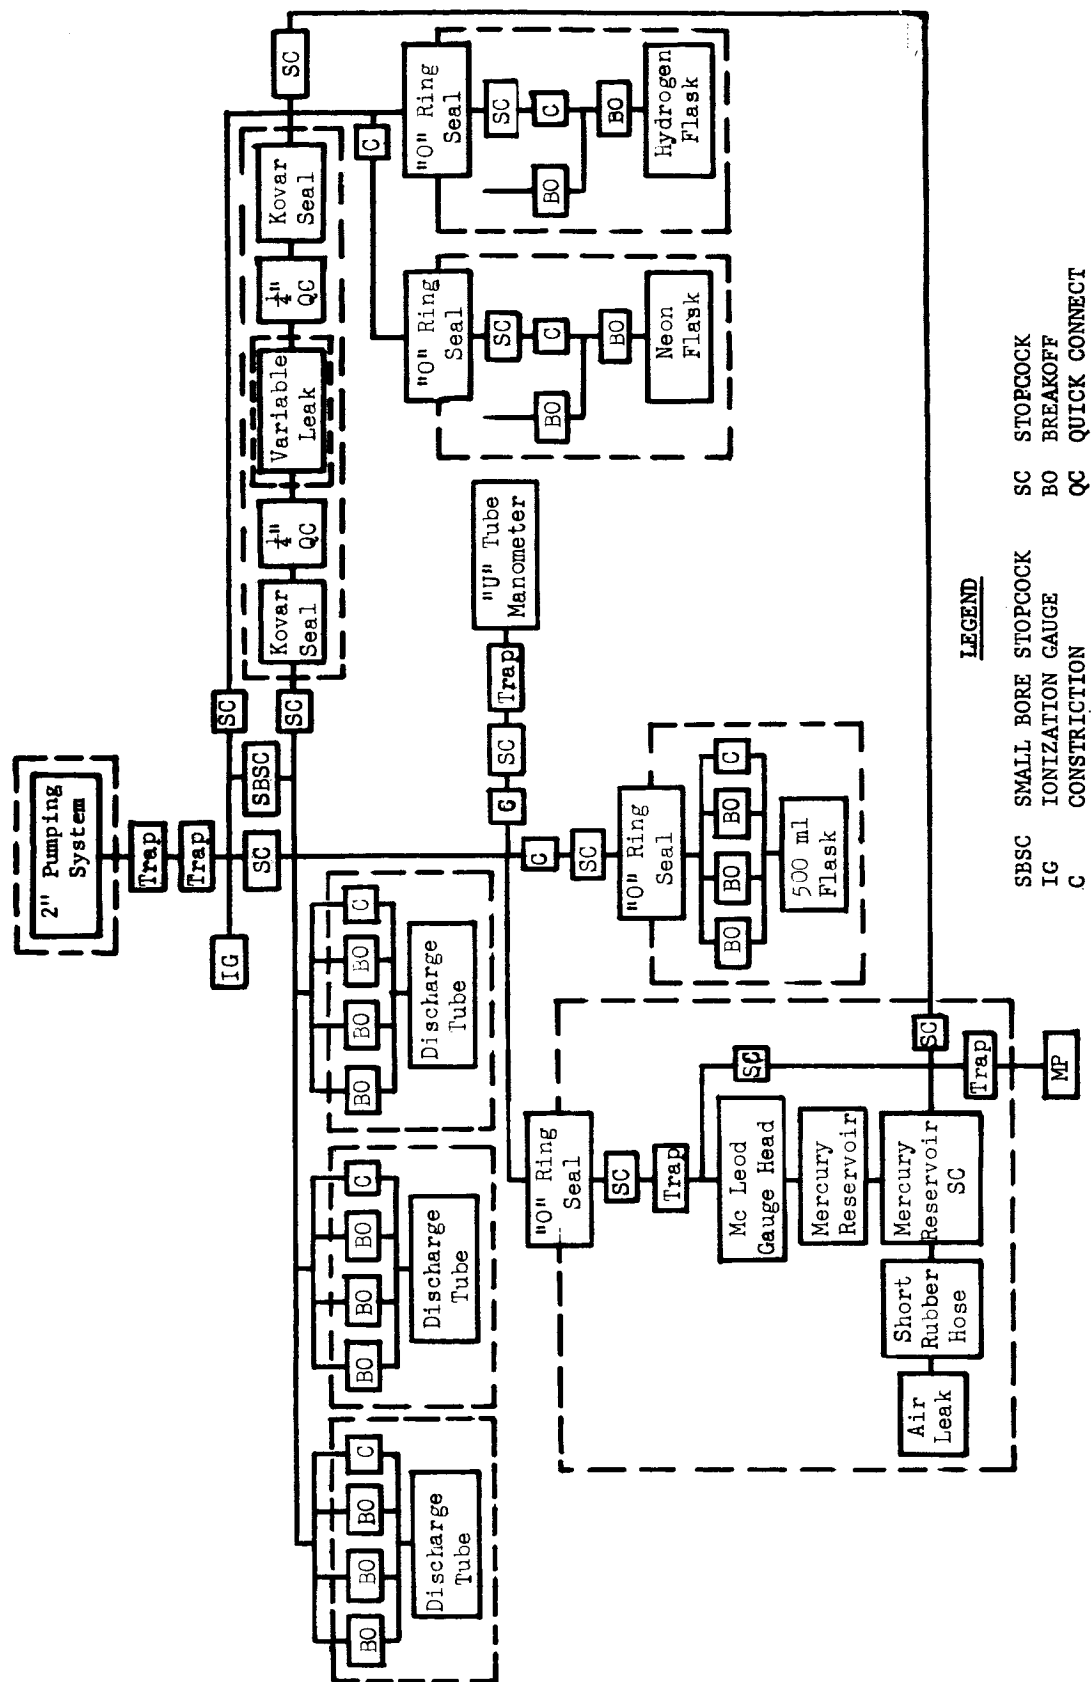 2" Pumping
System
Trap
Trap
IG
SC
SC
SBSC
SC
Kovar
Seal
¼"
QC
Variable
Leak
¼"
QC
Kovar
Seal
SC
BO
BO
BO
C
Discharge
Tube
BO
BO
BO
C
Discharge
Tube
BO
BO
BO
C
Discharge
Tube
C
"O" Ring
Seal
SC
C
BO
BO
Neon
Flask
"O" Ring
Seal
SC
C
BO
BO
Hydrogen
Flask
G
SC
Trap
"U" Tube
Manometer
C
SC
"O" Ring
Seal
BO
BO
BO
C
500 ml
Flask
"O" Ring
Seal
SC
Trap
SC
Mc Leod
Gauge Head
Mercury
Reservoir
Air
Leak
Short
Rubber
Hose
Mercury
Reservoir
SC
SC
Trap
MP
LEGEND
SBSC SMALL BORE STOPCOCK
IG IONIZATION GAUGE
C CONSTRICTION
SC STOPCOCK
BO BREAKOFF
QC QUICK CONNECT